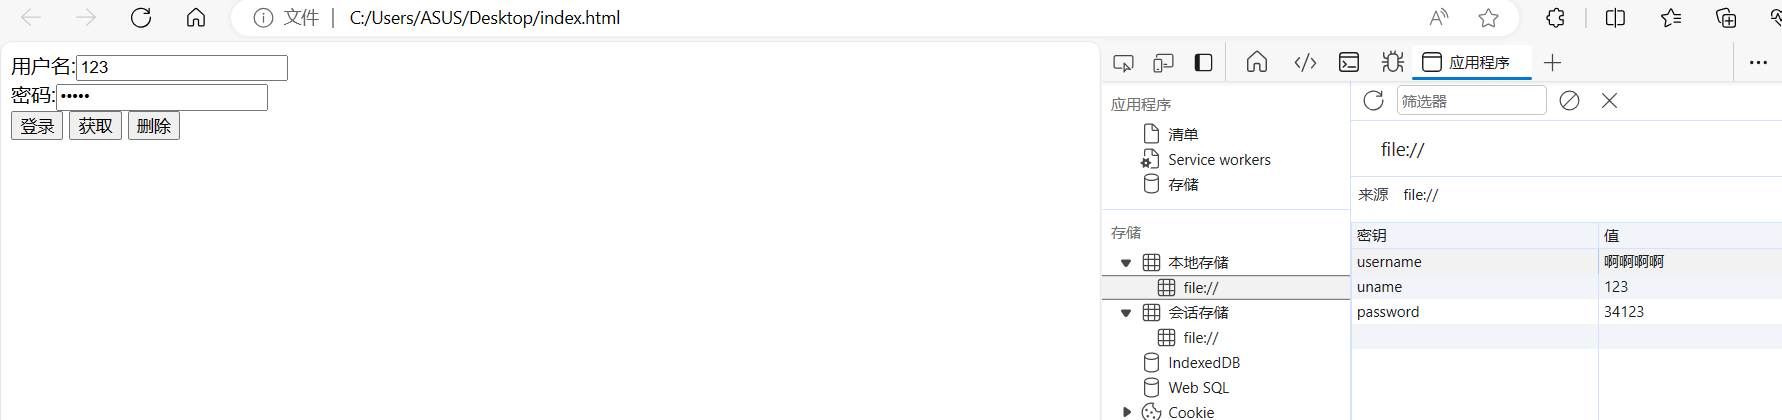 文件 C:/Users/ASUS/Desktop/index.html
用户名:123
密码:•••••
登录 获取 删除
应用程序
应用程序
清单
Service workers
存储
存储
本地存储
file://
会话存储
file://
IndexedDB
Web SQL
Cookie
筛选器
file://
来源 file://
密钥 值
username 啊啊啊啊
uname 123
password 34123